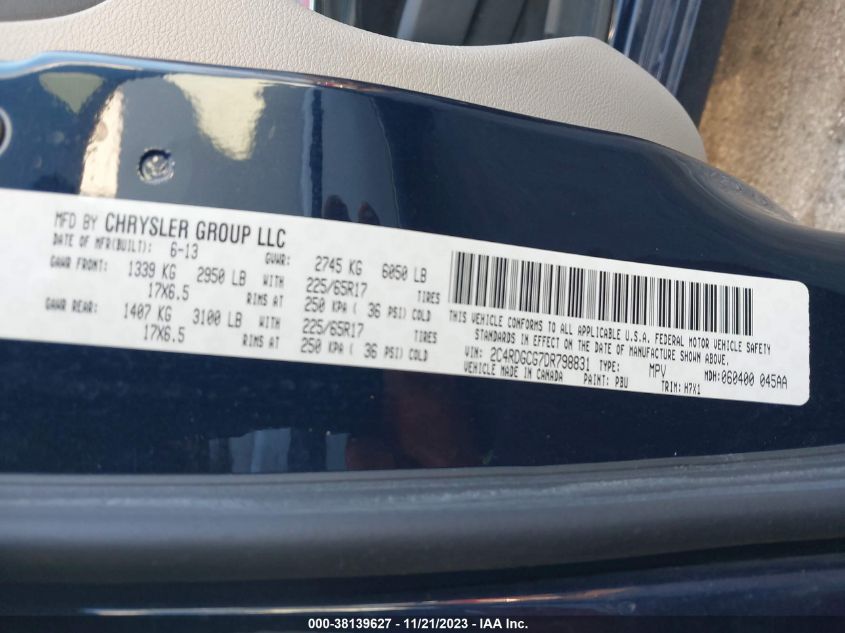 MFD BY CHRYSLER GROUP LLC
DATE OF MFR(BUILT): 6-13 GVWR: 2745 KG 6050 LB
GAWR FRONT: 1339 KG 2950 LB WITH 225/65R17 TIRES
17X6.5 RIMS AT 250 KPA ( 36 PSI) COLD
GAWR REAR: 1407 KG 3100 LB WITH 225/65R17 TIRES
17X6.5 RIMS AT 250 KPA ( 36 PSI) COLD
THIS VEHICLE CONFORMS TO ALL APPLICABLE U.S.A. FEDERAL MOTOR VEHICLE SAFETY
STANDARDS IN EFFECT ON THE DATE OF MANUFACTURE SHOWN ABOVE.
VIN: 2C4RDGCG7DR798831 TYPE: MPV MDH:060400 045AA
VEHICLE MADE IN CANADA PAINT: PBU TRIM: H7X1
000-38139627 - 11/21/2023 - IAA Inc.